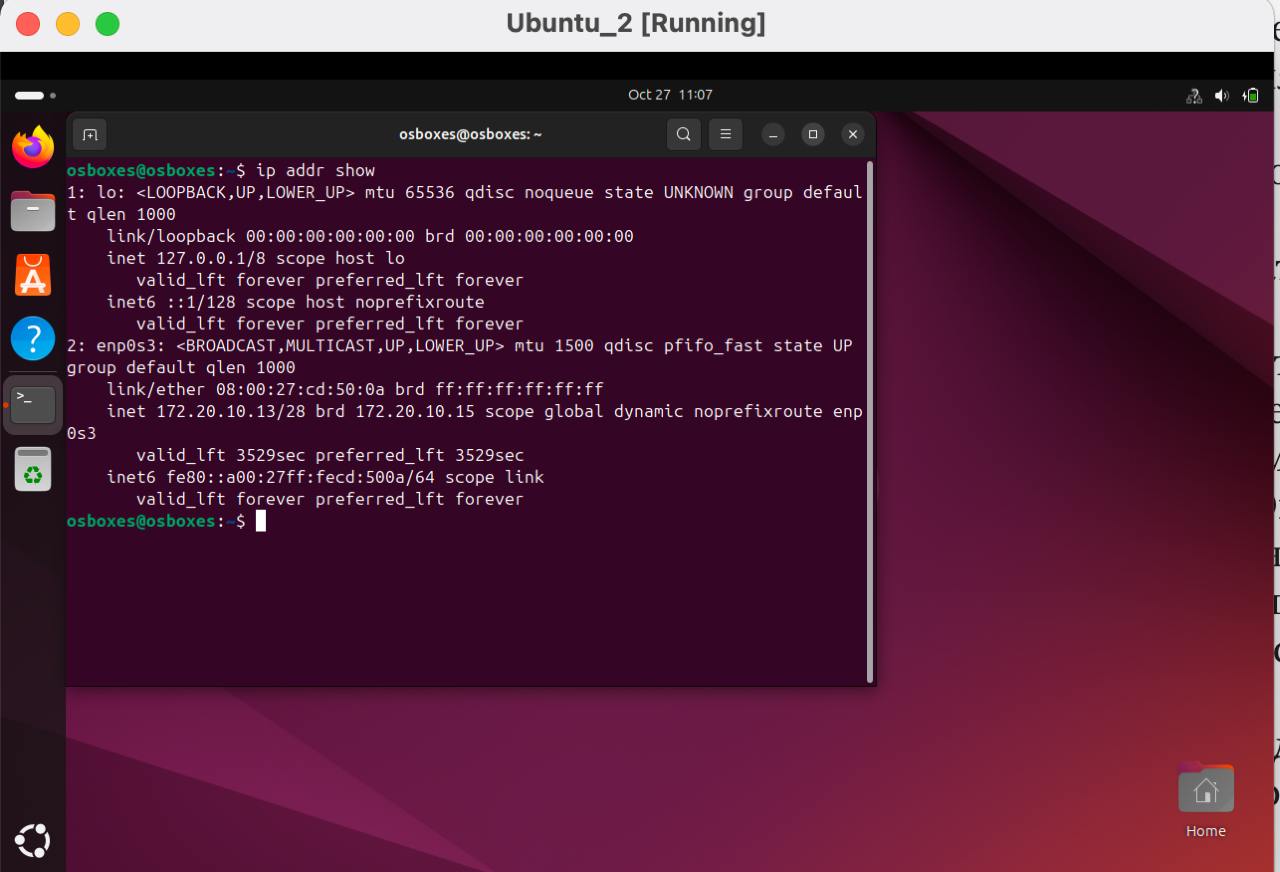 Ubuntu_2 [Running]
Oct 27 11:07
osboxes@osboxes: ~
osboxes@osboxes:~$ ip addr show
1: lo: <LOOPBACK,UP,LOWER_UP> mtu 65536 qdisc noqueue state UNKNOWN group defaul
t qlen 1000
    link/loopback 00:00:00:00:00:00 brd 00:00:00:00:00:00
    inet 127.0.0.1/8 scope host lo
       valid_lft forever preferred_lft forever
    inet6 ::1/128 scope host noprefixroute
       valid_lft forever preferred_lft forever
2: enp0s3: <BROADCAST,MULTICAST,UP,LOWER_UP> mtu 1500 qdisc pfifo_fast state UP
group default qlen 1000
    link/ether 08:00:27:cd:50:0a brd ff:ff:ff:ff:ff:ff
    inet 172.20.10.13/28 brd 172.20.10.15 scope global dynamic noprefixroute enp
0s3
       valid_lft 3529sec preferred_lft 3529sec
    inet6 fe80::a00:27ff:fecd:500a/64 scope link
       valid_lft forever preferred_lft forever
osboxes@osboxes:~$
Home